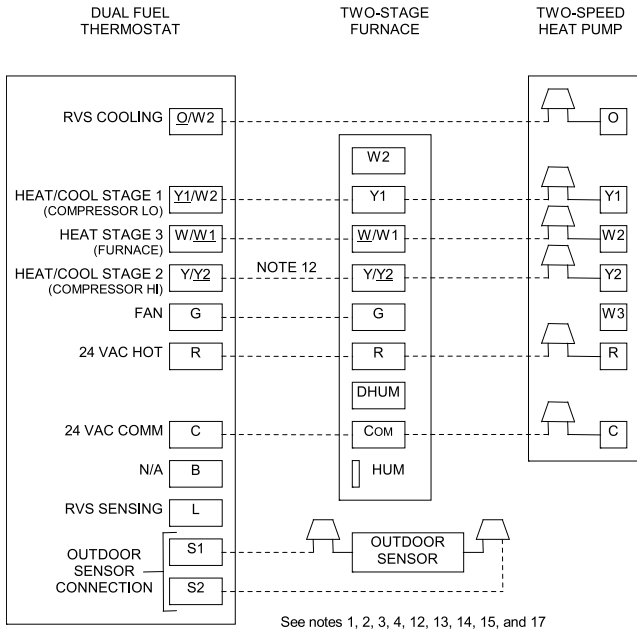 DUAL FUEL
THERMOSTAT
TWO-STAGE
FURNACE
TWO-SPEED
HEAT PUMP
RVS COOLING O/W2 O
W2
HEAT/COOL STAGE 1 Y1/W2 Y1 Y1
(COMPRESSOR LO)
HEAT STAGE 3 W/W1 W/W1 W2
(FURNACE)
HEAT/COOL STAGE 2 Y/Y2 NOTE 12 Y/Y2 Y2
(COMPRESSOR HI)
FAN G G W3
24 VAC HOT R R R
DHUM
24 VAC COMM C COM C
N/A B HUM
RVS SENSING L
OUTDOOR
SENSOR
CONNECTION
S1
S2
OUTDOOR
SENSOR
See notes 1, 2, 3, 4, 12, 13, 14, 15, and 17